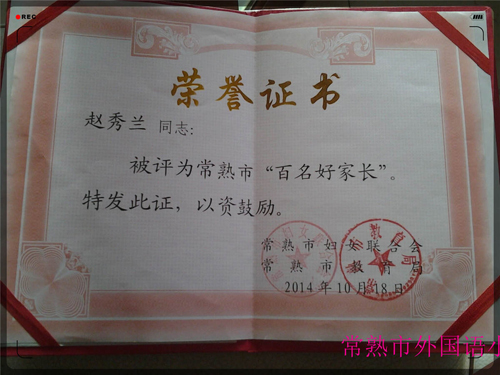 REC
荣誉证书
赵秀兰 同志:
被评为常熟市“百名好家长”。
特发此证,以资鼓励。
常熟市妇女联合会
常熟市教育局
2014年10月18日
常熟市外国语